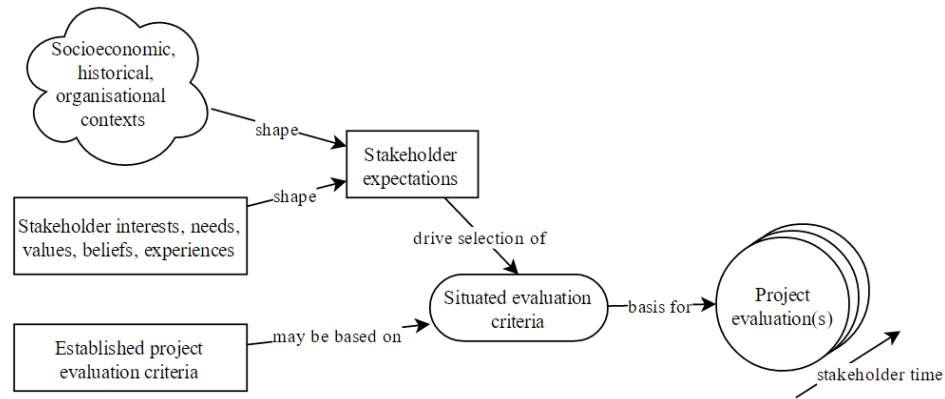 Socioeconomic,
historical,
organisational
contexts
shape
Stakeholder
expectations
Stakeholder interests, needs,
values, beliefs, experiences
shape
drive selection of
Situated evaluation
criteria
basis for
Project
evaluation(s)
Established project
evaluation criteria
may be based on
stakeholder time